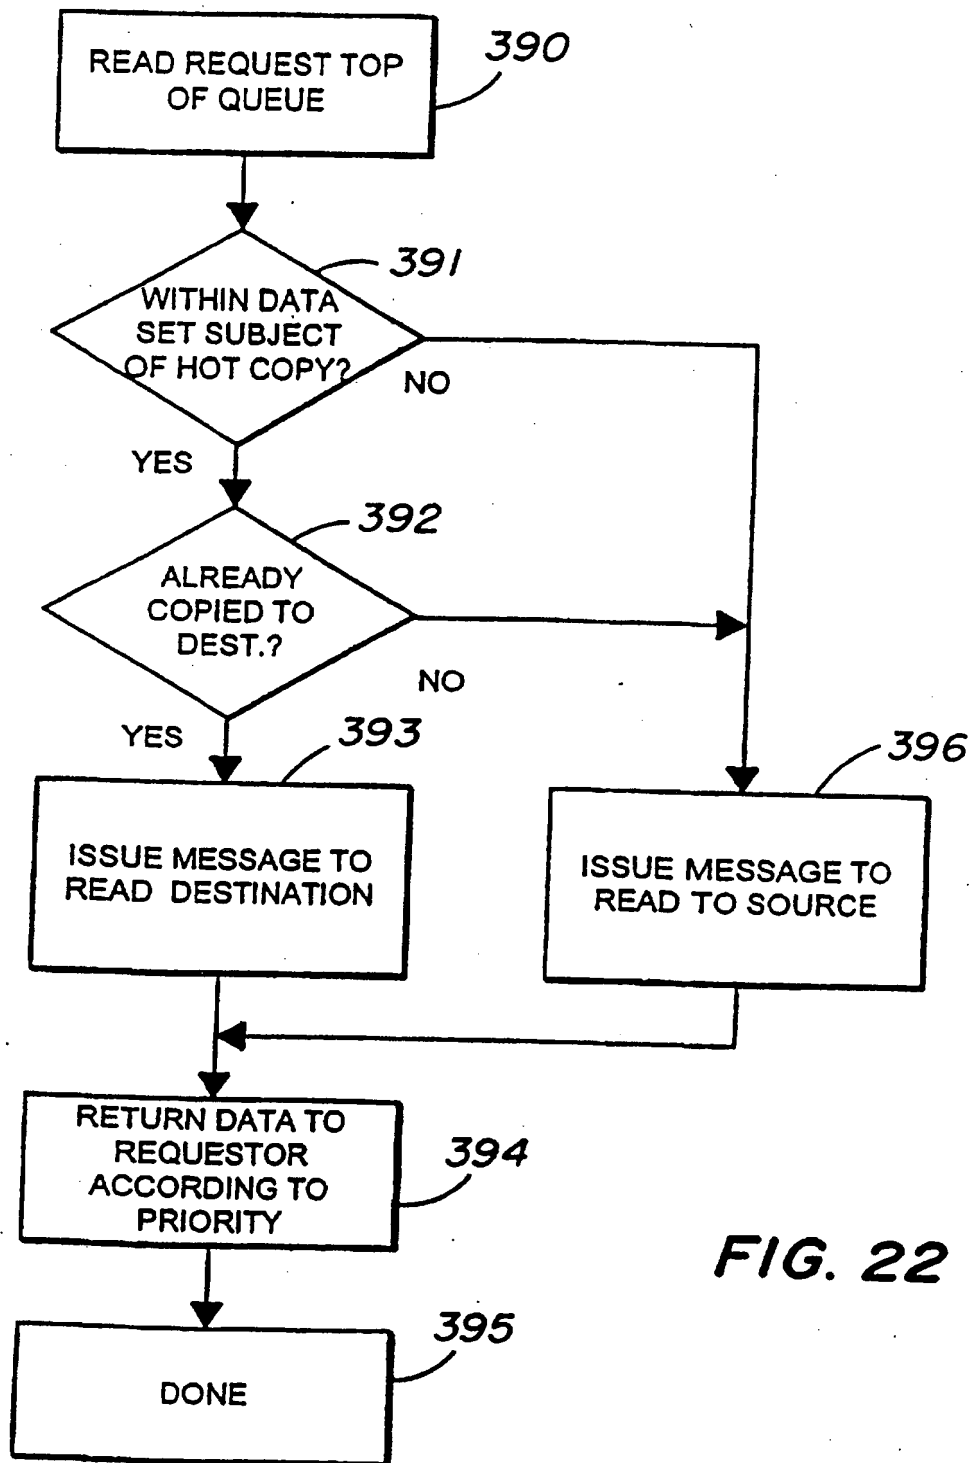 READ REQUEST TOP
OF QUEUE
390
391
WITHIN DATA
SET SUBJECT
OF HOT COPY?
NO
YES
392
ALREADY
COPIED TO
DEST.?
NO
YES
393
396
ISSUE MESSAGE TO
READ DESTINATION
ISSUE MESSAGE TO
READ TO SOURCE
RETURN DATA TO
REQUESTOR
ACCORDING TO
PRIORITY
394
FIG. 22
395
DONE